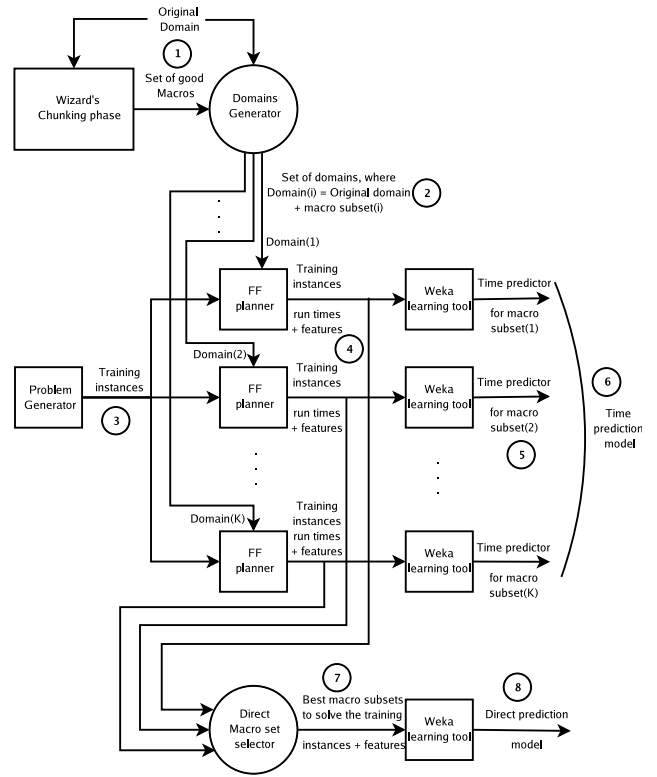 Original
Domain
1
Set of good
Macros
Wizard's
Chunking phase
Domains
Generator
Set of domains, where
Domain(i) = Original domain
+ macro subset(i)
2
Domain(1)
FF
planner
Training
instances
run times
+ features
Weka
learning tool
Time predictor
for macro
subset(1)
4
Domain(2)
Problem
Generator
Training
instances
3
FF
planner
Training
instances
run times
+ features
Weka
learning tool
Time predictor
for macro
subset(2)
5
6
Time
prediction
model
Domain(K)
FF
planner
Training
instances
run times
+ features
Weka
learning tool
Time predictor
for macro
subset(K)
Direct
Macro set
selector
7
Best macro subsets
to solve the training
instances + features
Weka
learning tool
8
Direct prediction
model